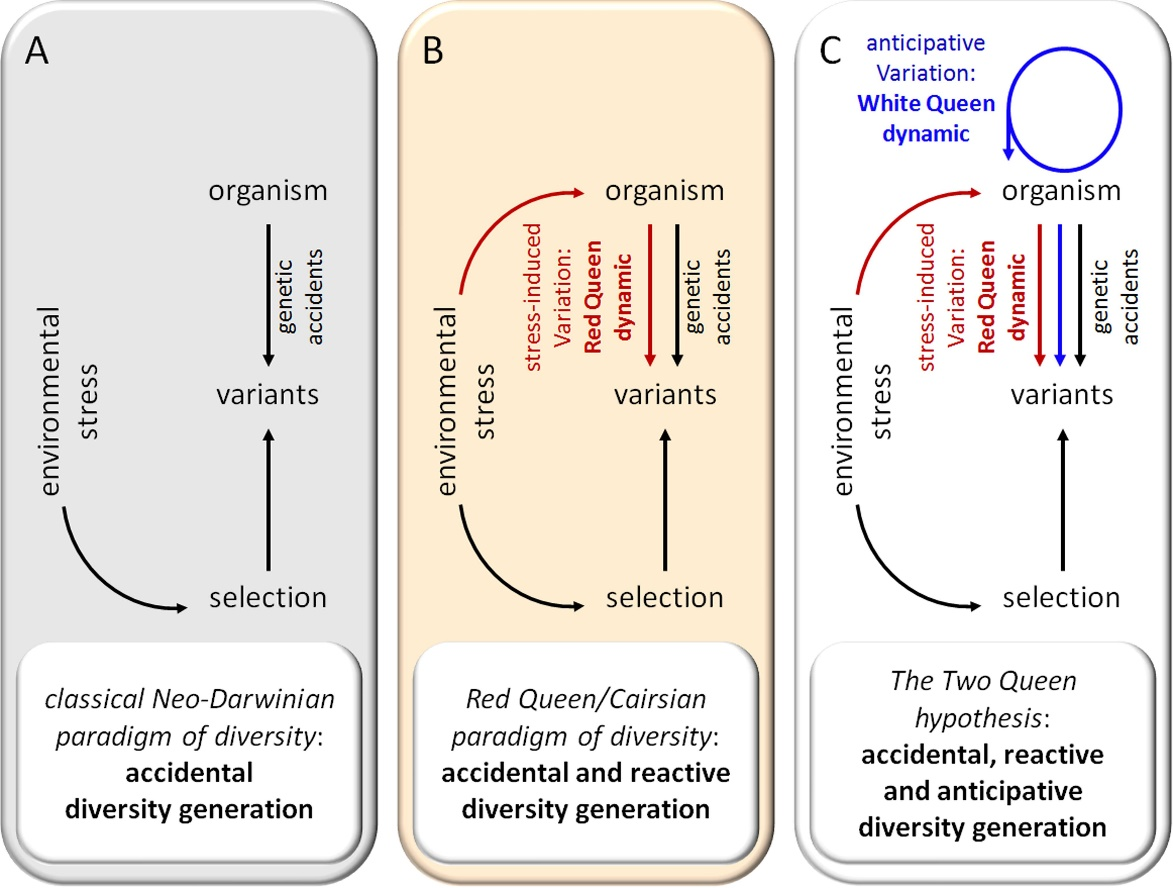 A
organism
genetic
accidents
environmental
stress
variants
selection
classical Neo-Darwinian
paradigm of diversity:
accidental
diversity generation
B
organism
stress-induced
Variation:
Red Queen
dynamic
genetic
accidents
environmental
stress
variants
selection
Red Queen/Cairsian
paradigm of diversity:
accidental and reactive
diversity generation
C
anticipative
Variation:
White Queen
dynamic
organism
stress-induced
Variation:
Red Queen
dynamic
genetic
accidents
environmental
stress
variants
selection
The Two Queen
hypothesis:
accidental, reactive
and anticipative
diversity generation